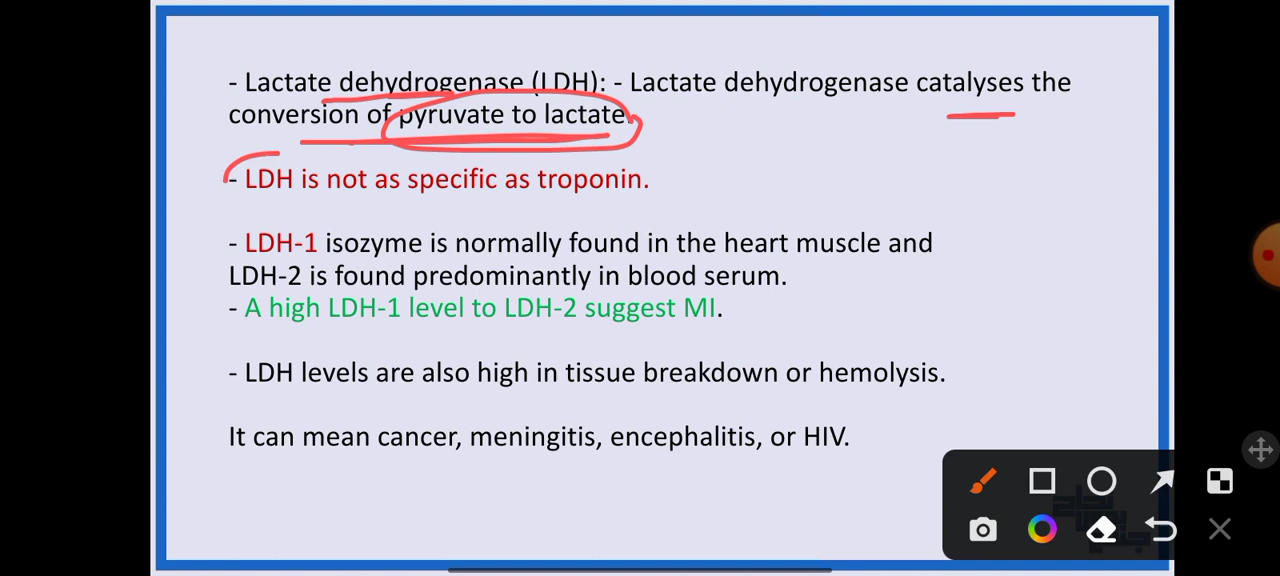 - Lactate dehydrogenase (LDH): - Lactate dehydrogenase catalyses the
conversion of pyruvate to lactate.
- LDH is not as specific as troponin.
- LDH-1 isozyme is normally found in the heart muscle and
LDH-2 is found predominantly in blood serum.
- A high LDH-1 level to LDH-2 suggest MI.
- LDH levels are also high in tissue breakdown or hemolysis.
It can mean cancer, meningitis, encephalitis, or HIV.